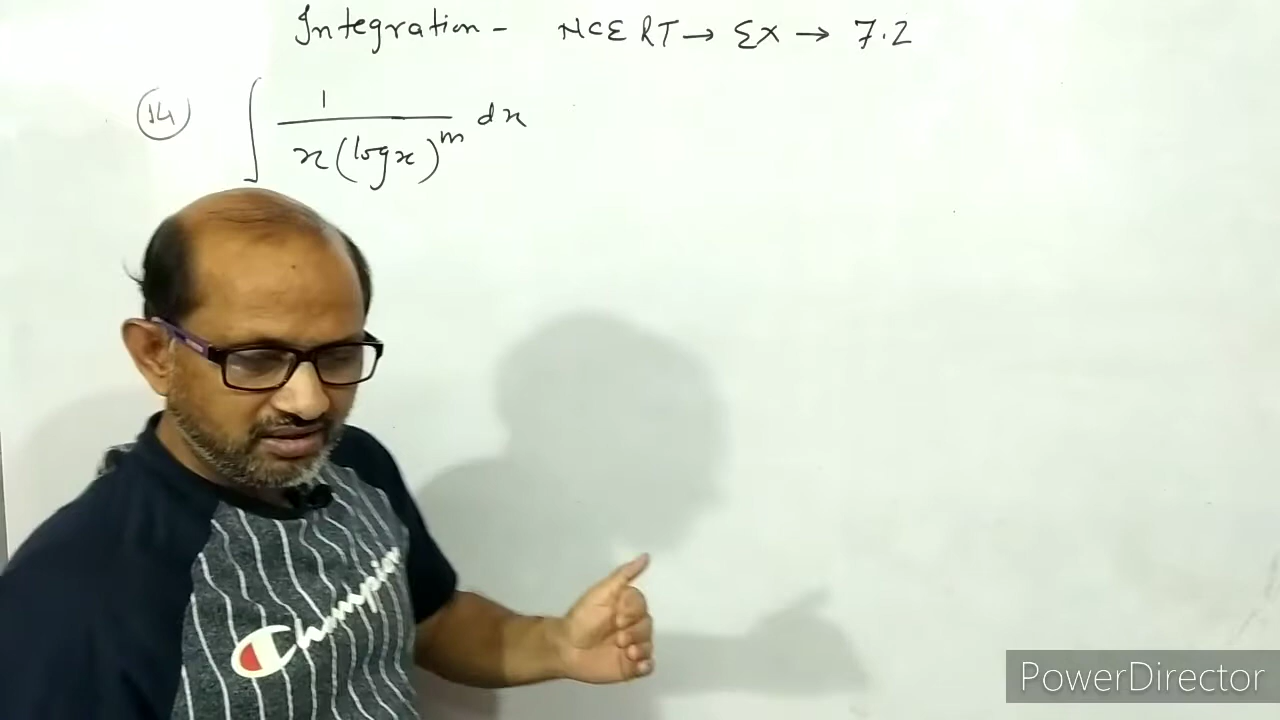 Integration - NCERT → Ex → 7.2
14 ∫ 1 / x(logx)^m dx
Champion
PowerDirector